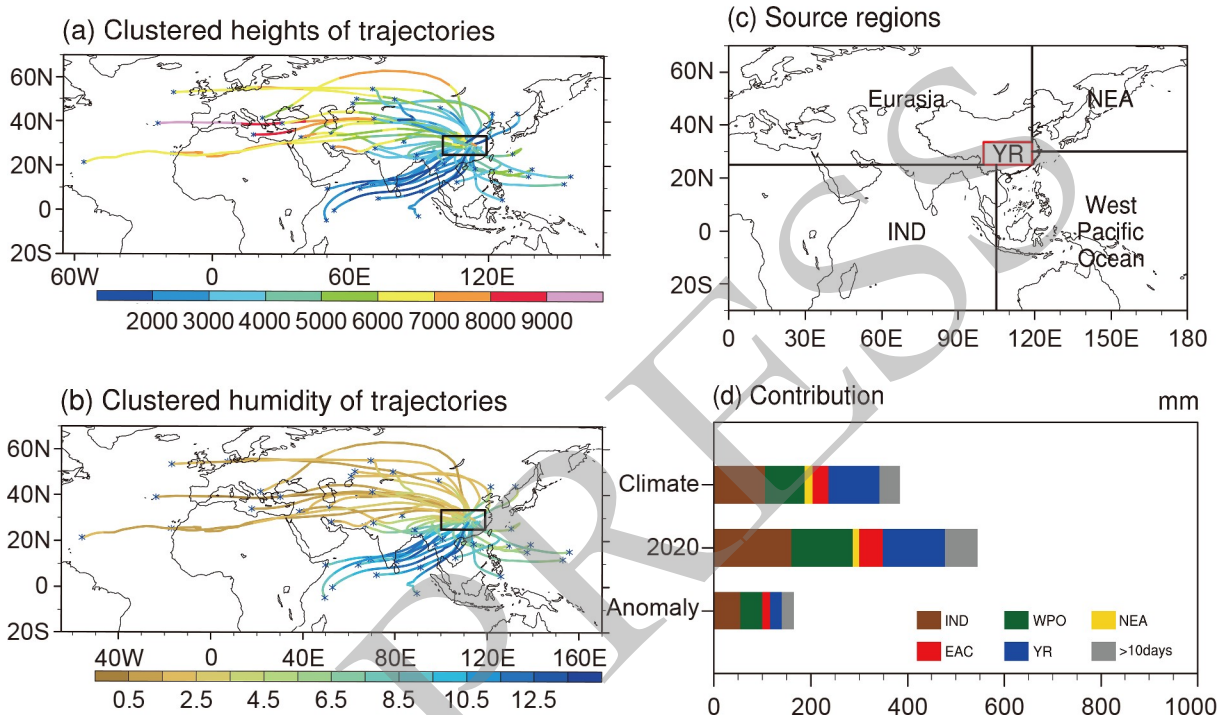 (a) Clustered heights of trajectories
60N
40N
20N
0
20S
60W 0 60E 120E
2000 3000 4000 5000 6000 7000 8000 9000
(b) Clustered humidity of trajectories
60N
40N
20N
0
20S
40W 0 40E 80E 120E 160E
0.5 2.5 4.5 6.5 8.5 10.5 12.5
(c) Source regions
60N
40N
20N
0
20S
Eurasia
NEA
YR
IND
West
Pacific
Ocean
0 30E 60E 90E 120E 150E 180
(d) Contribution mm
Climate
2020
Anomaly
IND WPO NEA
EAC YR >10days
0 200 400 600 800 1000
PRESS